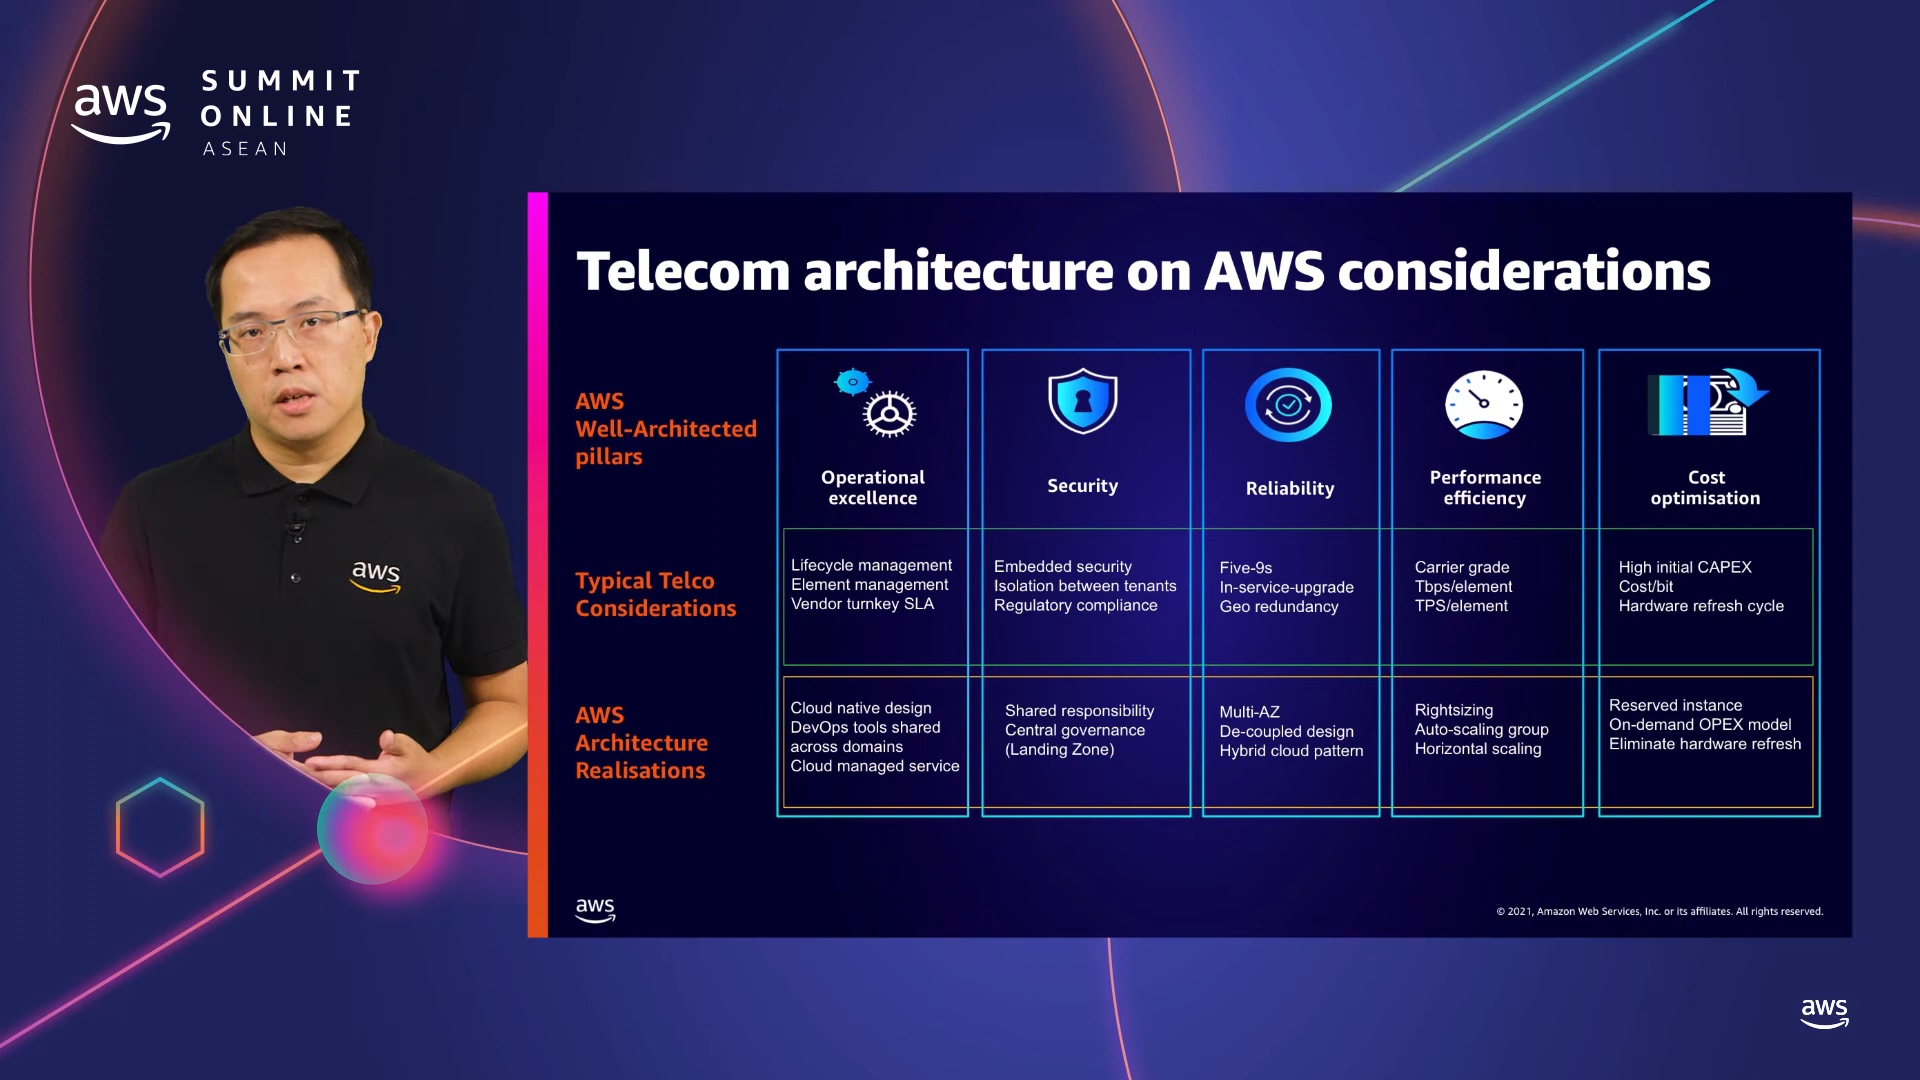 aws
SUMMIT
ONLINE
ASEAN
aws
Telecom architecture on AWS considerations
AWS
Well-Architected
pillars
Operational
excellence
Security
Reliability
Performance
efficiency
Cost
optimisation
Typical Telco
Considerations
Lifecycle management
Element management
Vendor turnkey SLA
Embedded security
Isolation between tenants
Regulatory compliance
Five-9s
In-service-upgrade
Geo redundancy
Carrier grade
Tbps/element
TPS/element
High initial CAPEX
Cost/bit
Hardware refresh cycle
AWS
Architecture
Realisations
Cloud native design
DevOps tools shared
across domains
Cloud managed service
Shared responsibility
Central governance
(Landing Zone)
Multi-AZ
De-coupled design
Hybrid cloud pattern
Rightsizing
Auto-scaling group
Horizontal scaling
Reserved instance
On-demand OPEX model
Eliminate hardware refresh
aws
© 2021, Amazon Web Services, Inc. or its affiliates. All rights reserved.
aws